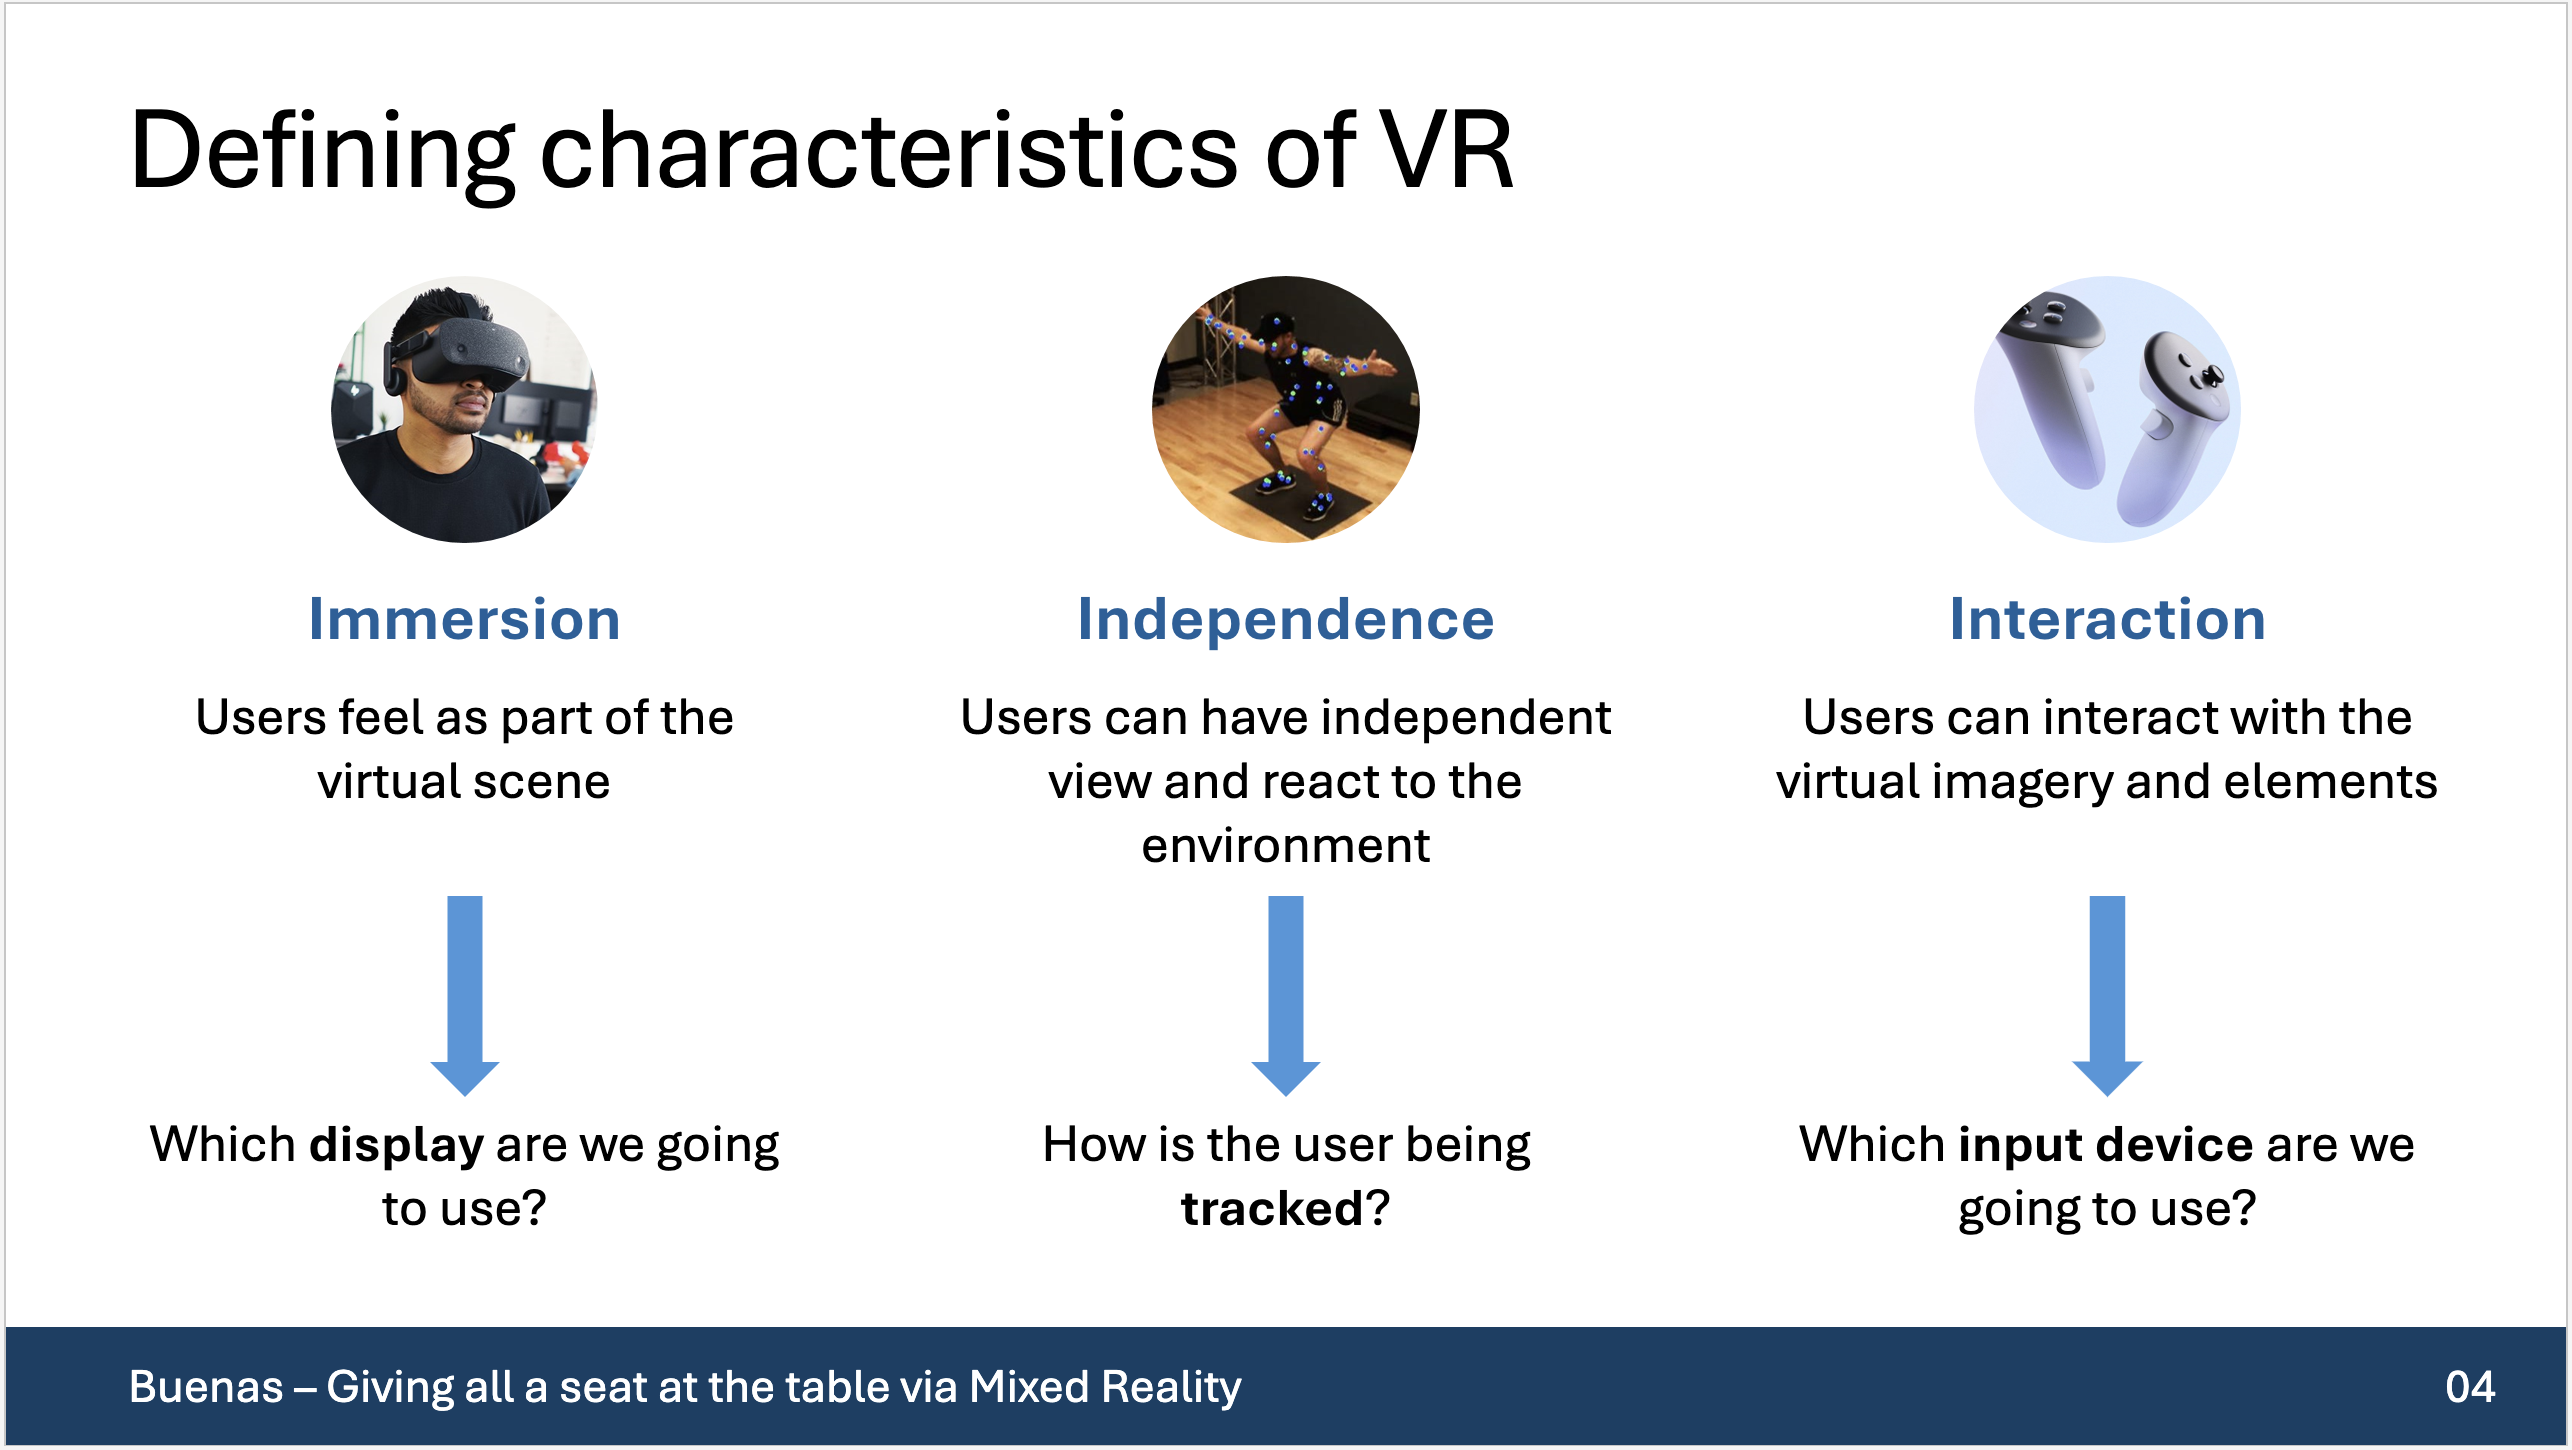 Defining characteristics of VR
Immersion
Users feel as part of the
virtual scene
Which display are we going
to use?
Independence
Users can have independent
view and react to the
environment
How is the user being
tracked?
Interaction
Users can interact with the
virtual imagery and elements
Which input device are we
going to use?
Buenas – Giving all a seat at the table via Mixed Reality
04